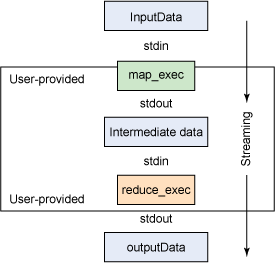 InputData
stdin
User-provided
map_exec
stdout
Intermediate data
Streaming
stdin
reduce_exec
User-provided
stdout
outputData